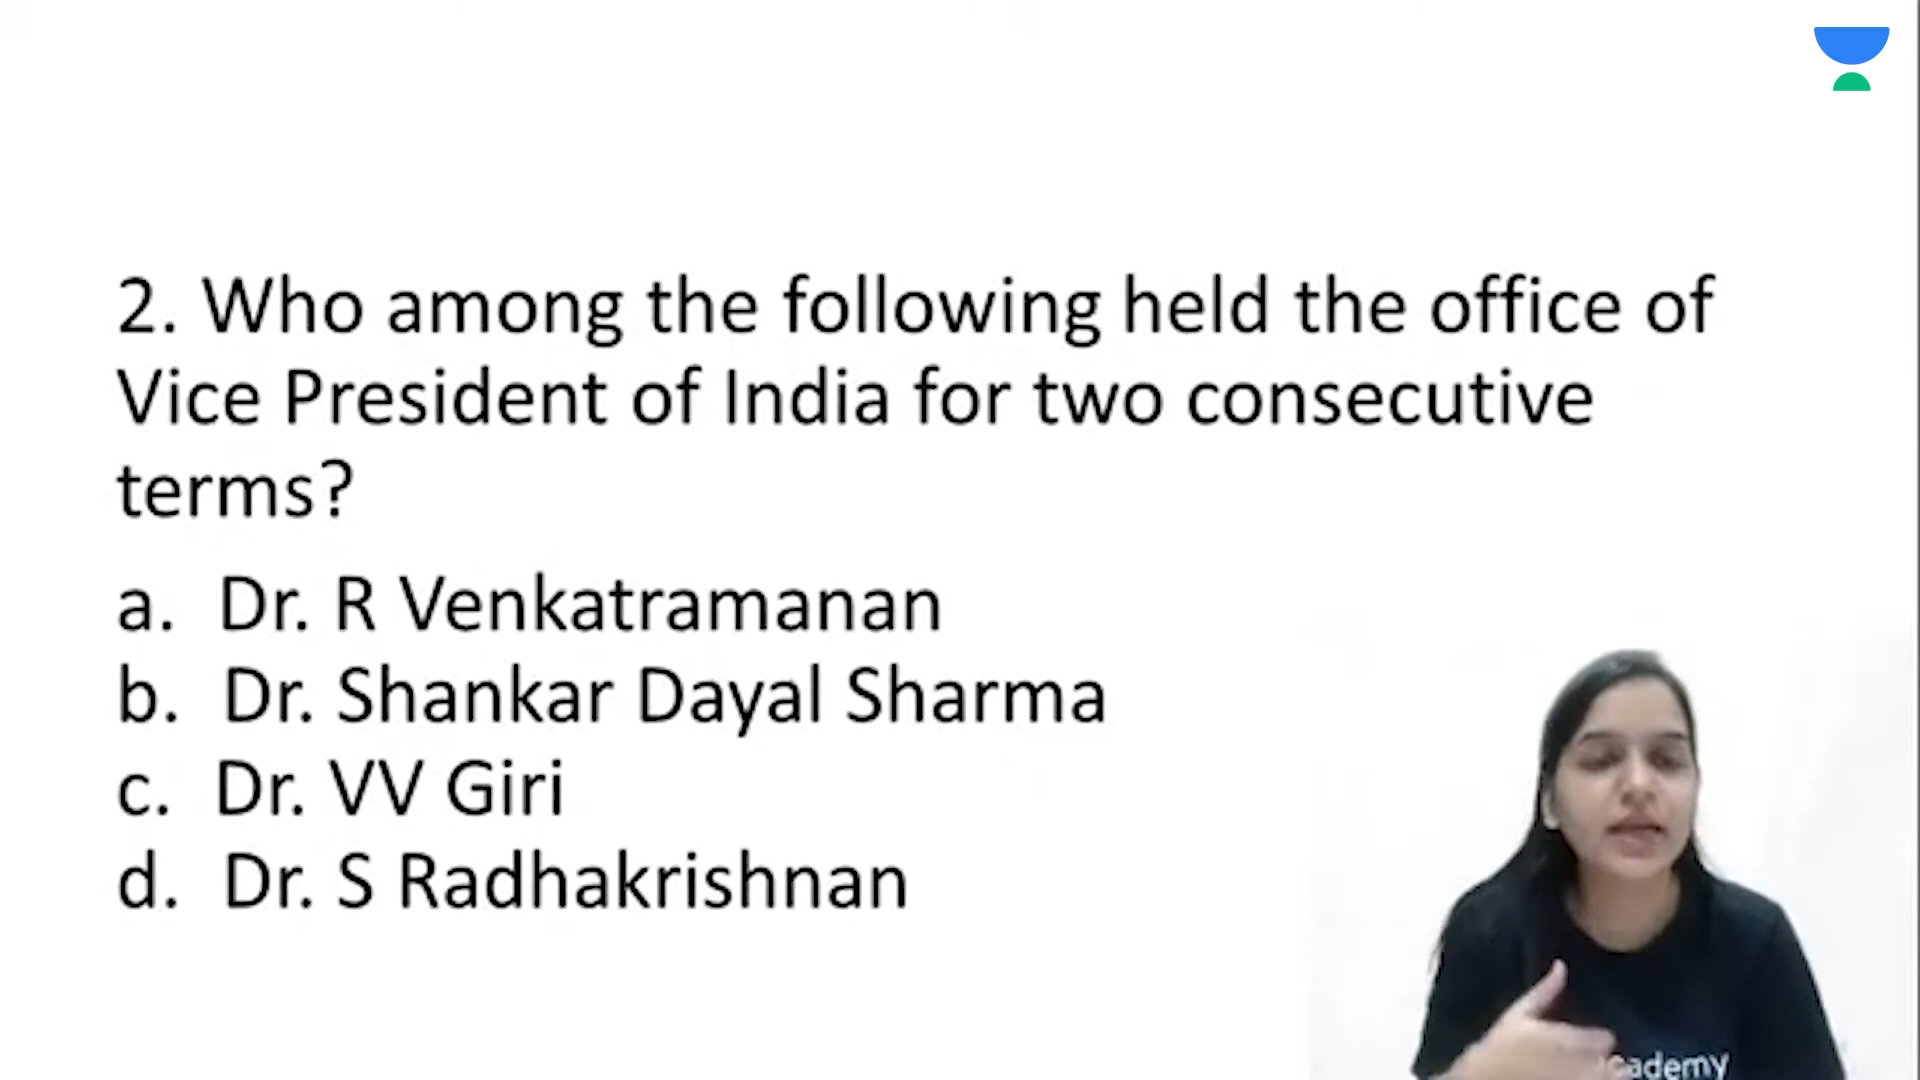 2. Who among the following held the office of
Vice President of India for two consecutive
terms?
a. Dr. R Venkatramanan
b. Dr. Shankar Dayal Sharma
c. Dr. VV Giri
d. Dr. S Radhakrishnan